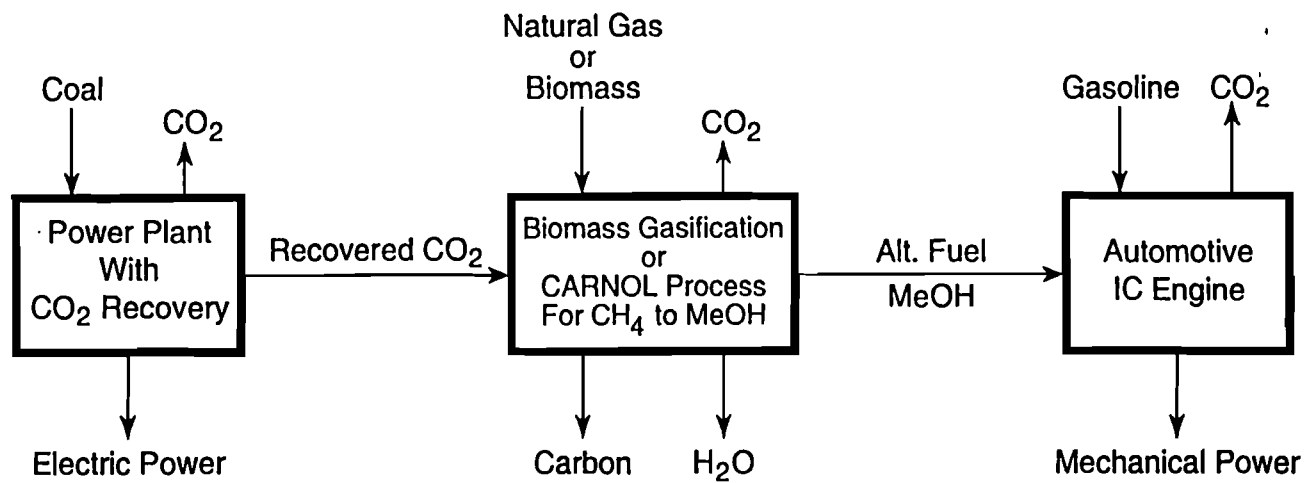 Natural Gas
or
Biomass
Coal
CO₂
CO₂
Gasoline
CO₂
Power Plant
With
CO₂ Recovery
Recovered CO₂
Biomass Gasification
or
CARNOL Process
For CH₄ to MeOH
Alt. Fuel
MeOH
Automotive
IC Engine
Electric Power
Carbon
H₂O
Mechanical Power